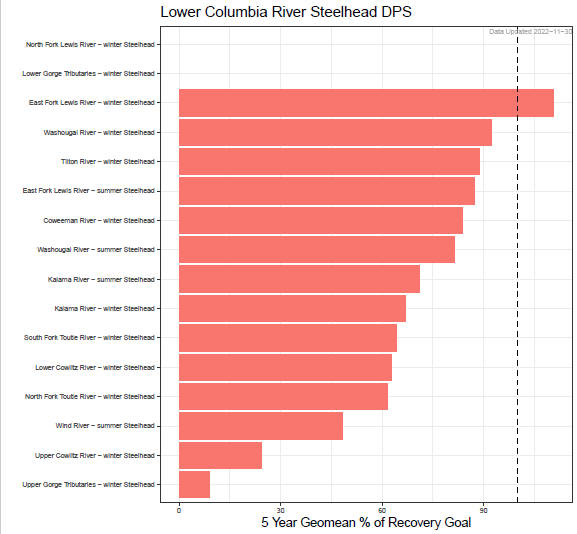 Lower Columbia River Steelhead DPS
Data Updated 2022−11−30
North Fork Lewis River − winter Steelhead
Lower Gorge Tributaries − winter Steelhead
East Fork Lewis River − winter Steelhead
Washougal River − winter Steelhead
Tilton River − winter Steelhead
East Fork Lewis River − summer Steelhead
Coweeman River − winter Steelhead
Washougal River − summer Steelhead
Kalama River − summer Steelhead
Kalama River − winter Steelhead
South Fork Toutle River − winter Steelhead
Lower Cowlitz River − winter Steelhead
North Fork Toutle River − winter Steelhead
Wind River − summer Steelhead
Upper Cowlitz River − winter Steelhead
Upper Gorge Tributaries − winter Steelhead
0 30 60 90
5 Year Geomean % of Recovery Goal